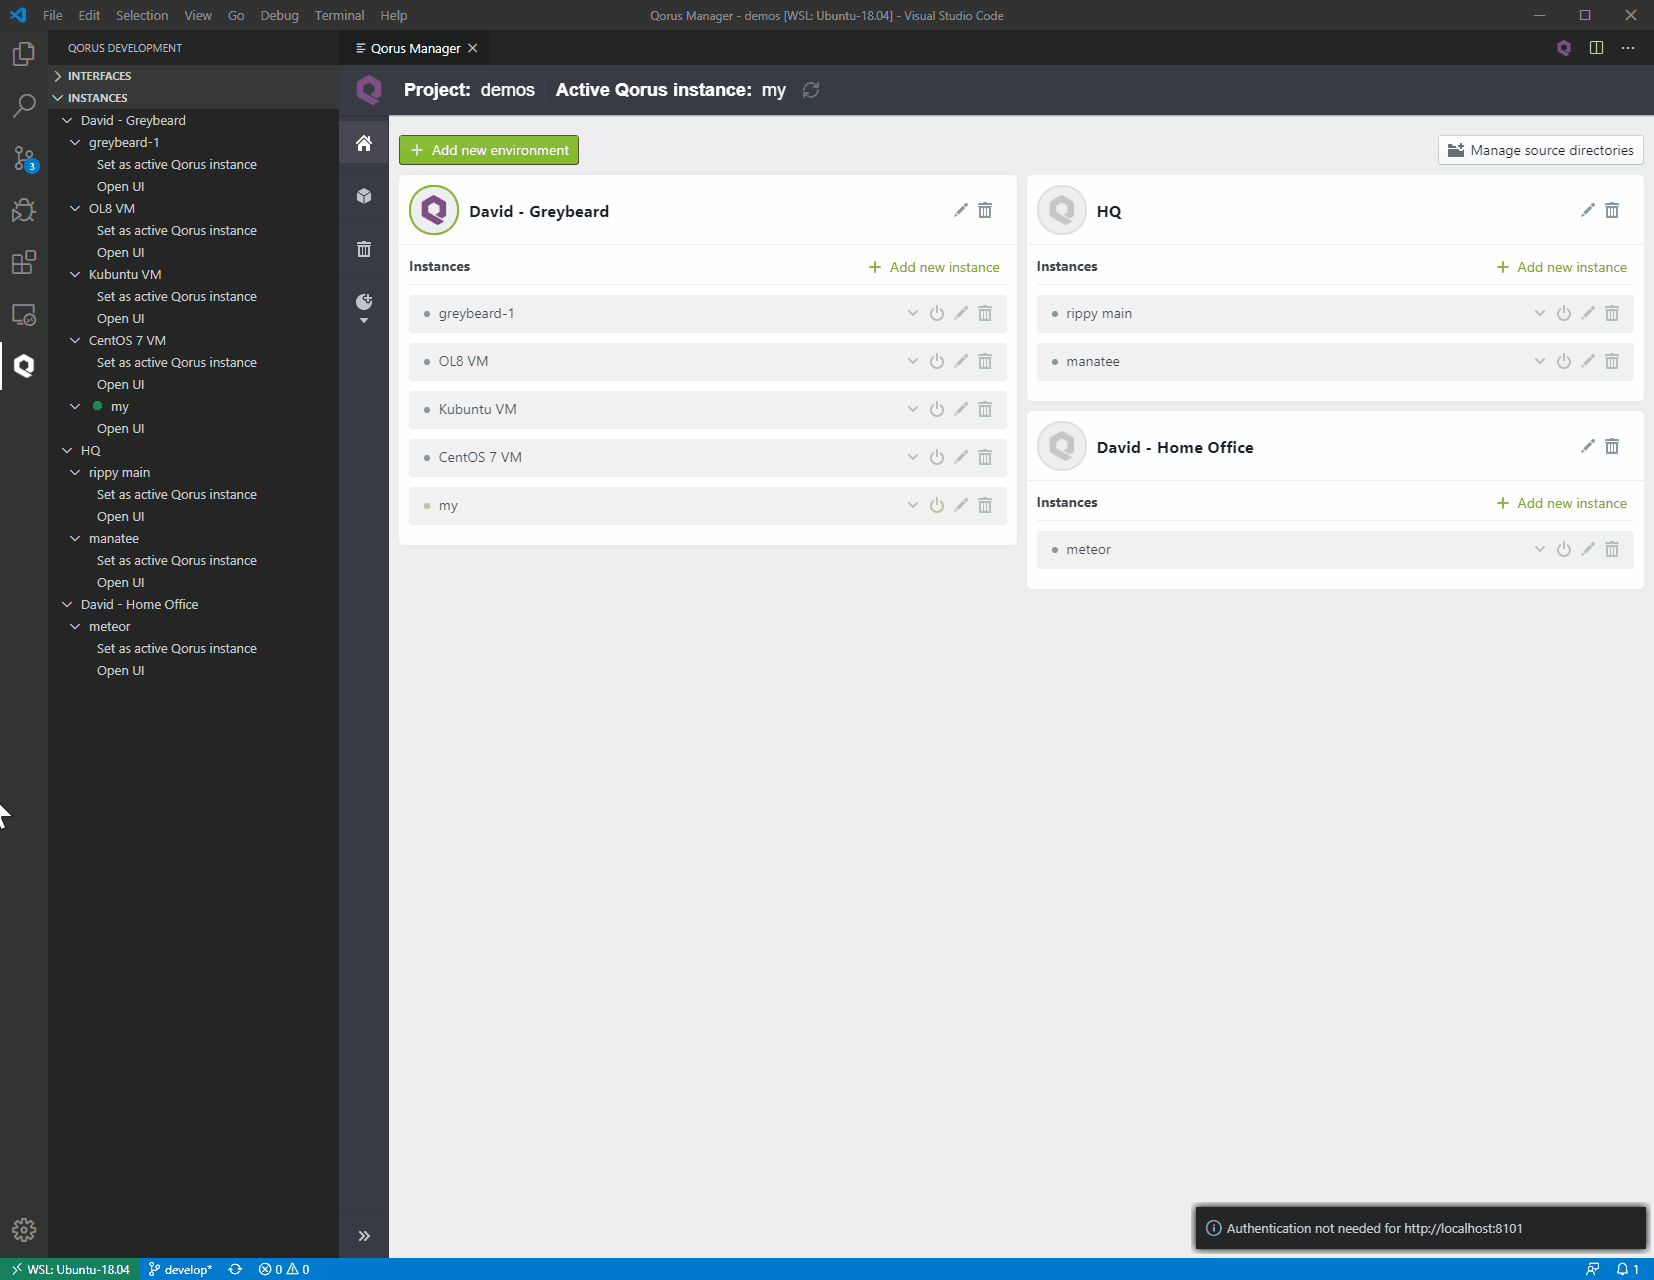 File Edit Selection View Go Debug Terminal Help
Qorus Manager - demos [WSL: Ubuntu-18.04] - Visual Studio Code
QORUS DEVELOPMENT
Qorus Manager
INTERFACES
INSTANCES
David - Greybeard
greybeard-1
Set as active Qorus instance
Open UI
OL8 VM
Set as active Qorus instance
Open UI
Kubuntu VM
Set as active Qorus instance
Open UI
CentOS 7 VM
Set as active Qorus instance
Open UI
my
Open UI
HQ
rippy main
Set as active Qorus instance
Open UI
manatee
Set as active Qorus instance
Open UI
David - Home Office
meteor
Set as active Qorus instance
Open UI
3
Project: demos Active Qorus instance: my
Add new environment
Manage source directories
David - Greybeard
Instances
Add new instance
greybeard-1
OL8 VM
Kubuntu VM
CentOS 7 VM
my
HQ
Instances
Add new instance
rippy main
manatee
David - Home Office
Instances
Add new instance
meteor
Authentication not needed for http://localhost:8101
WSL: Ubuntu-18.04 develop* 0 0 1